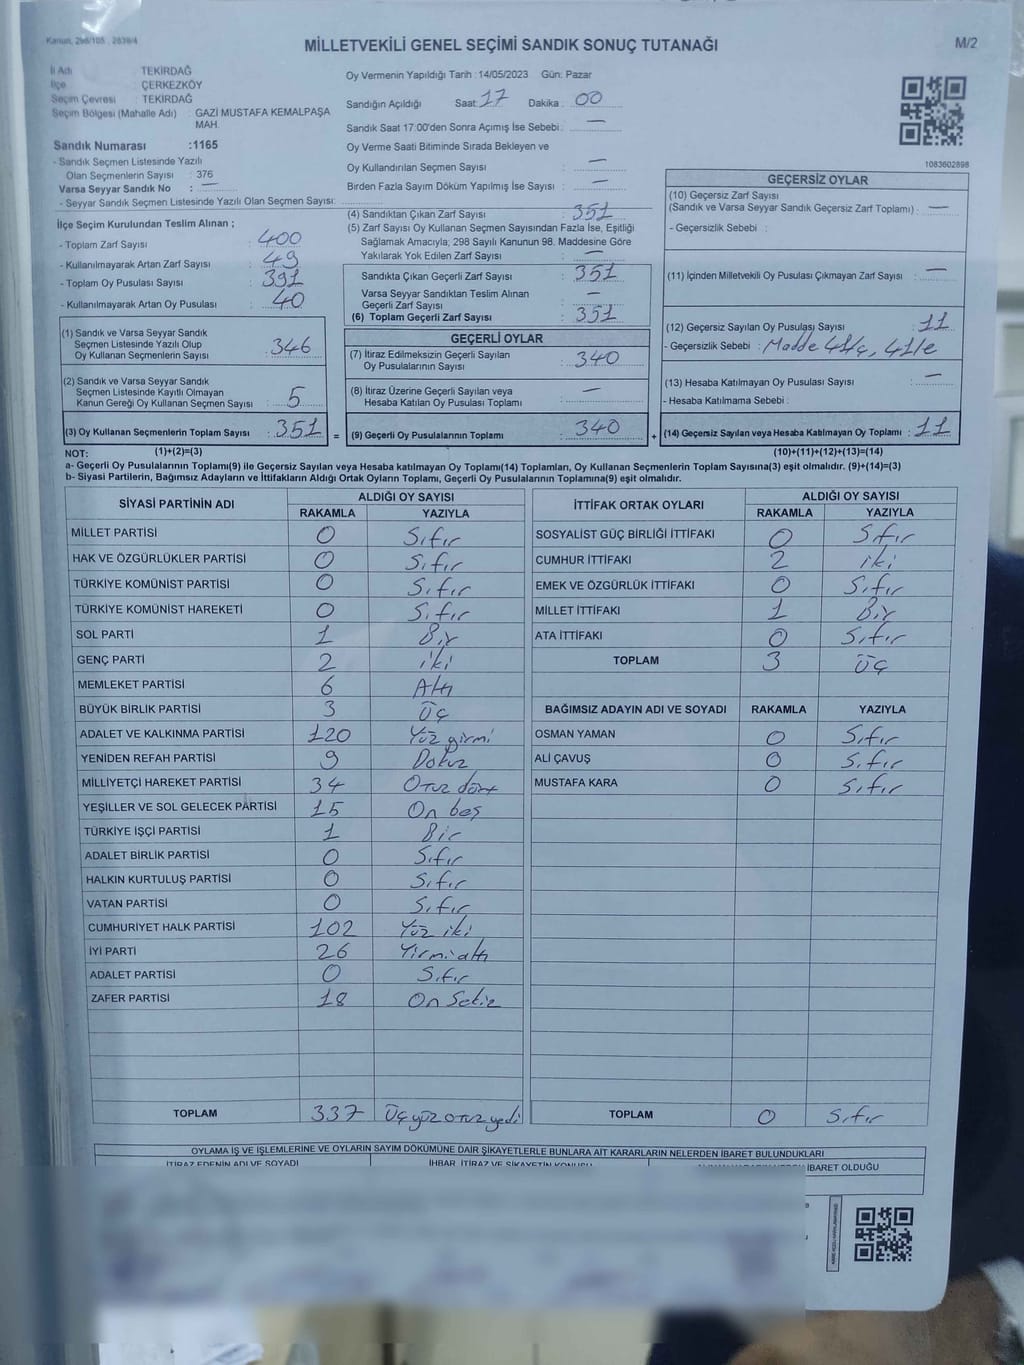 Kanun, 298/105 , 2839/4
MİLLETVEKİLİ GENEL SEÇİMİ SANDIK SONUÇ TUTANAĞI
M/2
İl Adı : TEKİRDAĞ
İlçe : ÇERKEZKÖY
Seçim Çevresi : TEKİRDAĞ
Seçim Bölgesi (Mahalle Adı) : GAZİ MUSTAFA KEMALPAŞA
MAH.
Sandık Numarası :1165
- Sandık Seçmen Listesinde Yazılı
Olan Seçmenlerin Sayısı : 376
Varsa Seyyar Sandık No : —
- Seyyar Sandık Seçmen Listesinde Yazılı Olan Seçmen Sayısı:
Oy Vermenin Yapıldığı Tarih : 14/05/2023 Gün: Pazar
Sandığın Açıldığı Saat: 17 Dakika : 00
Sandık Saat 17:00'den Sonra Açımış İse Sebebi : —
Oy Verme Saati Bitiminde Sırada Bekleyen ve
Oy Kullandırılan Seçmen Sayısı : —
Birden Fazla Sayım Döküm Yapılmış İse Sayısı : —
1083602898
İlçe Seçim Kurulundan Teslim Alınan ;
- Toplam Zarf Sayısı : 400
- Kullanılmayarak Artan Zarf Sayısı : 49
- Toplam Oy Pusulası Sayısı : 391
- Kullanılmayarak Artan Oy Pusulası : 40
(4) Sandıktan Çıkan Zarf Sayısı : 351
(5) Zarf Sayısı Oy Kullanan Seçmen Sayısından Fazla İse, Eşitliği
Sağlamak Amacıyla; 298 Sayılı Kanunun 98. Maddesine Göre
Yakılarak Yok Edilen Zarf Sayısı : —
Sandıkta Çıkan Geçerli Zarf Sayısı : 351
Varsa Seyyar Sandıktan Teslim Alınan
Geçerli Zarf Sayısı : —
(6) Toplam Geçerli Zarf Sayısı : 351
GEÇERSİZ OYLAR
(10) Geçersiz Zarf Sayısı
(Sandık ve Varsa Seyyar Sandık Geçersiz Zarf Toplamı) : —
- Geçersizlik Sebebi :
(11) İçinden Milletvekili Oy Pusulası Çıkmayan Zarf Sayısı : —
(12) Geçersiz Sayılan Oy Pusulası Sayısı : 11
- Geçersizlik Sebebi : Madde 41/ç, 41/e
(13) Hesaba Katılmayan Oy Pusulası Sayısı : —
- Hesaba Katılmama Sebebi :
(1) Sandık ve Varsa Seyyar Sandık
Seçmen Listesinde Yazılı Olup
Oy Kullanan Seçmenlerin Sayısı : 346
(2) Sandık ve Varsa Seyyar Sandık
Seçmen Listesinde Kayıtlı Olmayan
Kanun Gereği Oy Kullanan Seçmen Sayısı : 5
GEÇERLİ OYLAR
(7) İtiraz Edilmeksizin Geçerli Sayılan
Oy Pusulalarının Sayısı : 340
(8) İtiraz Üzerine Geçerli Sayılan veya
Hesaba Katılan Oy Pusulası Toplamı : —
(3) Oy Kullanan Seçmenlerin Toplam Sayısı : 351 = (9) Geçerli Oy Pusulalarının Toplamı : 340 + (14) Geçersiz Sayılan veya Hesaba Katılmayan Oy Toplamı : 11
NOT: (1)+(2)=(3) (10)+(11)+(12)+(13)=(14)
a- Geçerli Oy Pusulalarının Toplamı(9) ile Geçersiz Sayılan veya Hesaba katılmayan Oy Toplamı(14) Toplamları, Oy Kullanan Seçmenlerin Toplam Sayısına(3) eşit olmalıdır. (9)+(14)=(3)
b- Siyasi Partilerin, Bağımsız Adayların ve İttifakların Aldığı Ortak Oyların Toplamı, Geçerli Oy Pusulalarının Toplamına(9) eşit olmalıdır.
SİYASİ PARTİNİN ADI ALDIĞI OY SAYISI
RAKAMLA YAZIYLA
MİLLET PARTİSİ 0 Sıfır
HAK VE ÖZGÜRLÜKLER PARTİSİ 0 Sıfır
TÜRKİYE KOMÜNİST PARTİSİ 0 Sıfır
TÜRKİYE KOMÜNİST HAREKETİ 0 Sıfır
SOL PARTİ 1 Bir
GENÇ PARTİ 2 iki
MEMLEKET PARTİSİ 6 Altı
BÜYÜK BİRLİK PARTİSİ 3 Üç
ADALET VE KALKINMA PARTİSİ 120 Yüz yirmi
YENİDEN REFAH PARTİSİ 9 Dokuz
MİLLİYETÇİ HAREKET PARTİSİ 34 Otuz dört
YEŞİLLER VE SOL GELECEK PARTİSİ 15 On beş
TÜRKİYE İŞÇİ PARTİSİ 1 Bir
ADALET BİRLİK PARTİSİ 0 Sıfır
HALKIN KURTULUŞ PARTİSİ 0 Sıfır
VATAN PARTİSİ 0 Sıfır
CUMHURİYET HALK PARTİSİ 102 Yüz iki
İYİ PARTİ 26 Yirmi altı
ADALET PARTİSİ 0 Sıfır
ZAFER PARTİSİ 18 On Sekiz
TOPLAM 337 Üçyüz otuz yedi
İTTİFAK ORTAK OYLARI ALDIĞI OY SAYISI
RAKAMLA YAZIYLA
SOSYALİST GÜÇ BİRLİĞİ İTTİFAKI 0 Sıfır
CUMHUR İTTİFAKI 2 iki
EMEK VE ÖZGÜRLÜK İTTİFAKI 0 Sıfır
MİLLET İTTİFAKI 1 Bir
ATA İTTİFAKI 0 Sıfır
TOPLAM 3 Üç
BAĞIMSIZ ADAYIN ADI VE SOYADI RAKAMLA YAZIYLA
OSMAN YAMAN 0 Sıfır
ALİ ÇAVUŞ 0 Sıfır
MUSTAFA KARA 0 Sıfır
TOPLAM 0 Sıfır
OYLAMA İŞ VE İŞLEMLERİNE VE OYLARIN SAYIM DÖKÜMÜNE DAİR ŞİKAYETLERLE BUNLARA AİT KARARLARIN NELERDEN İBARET BULUNDUKLARI
İTİRAZ EDENİN ADI VE SOYADI İHBAR, İTİRAZ VE ŞİKAYETİN KONUSU İBARET OLDUĞU